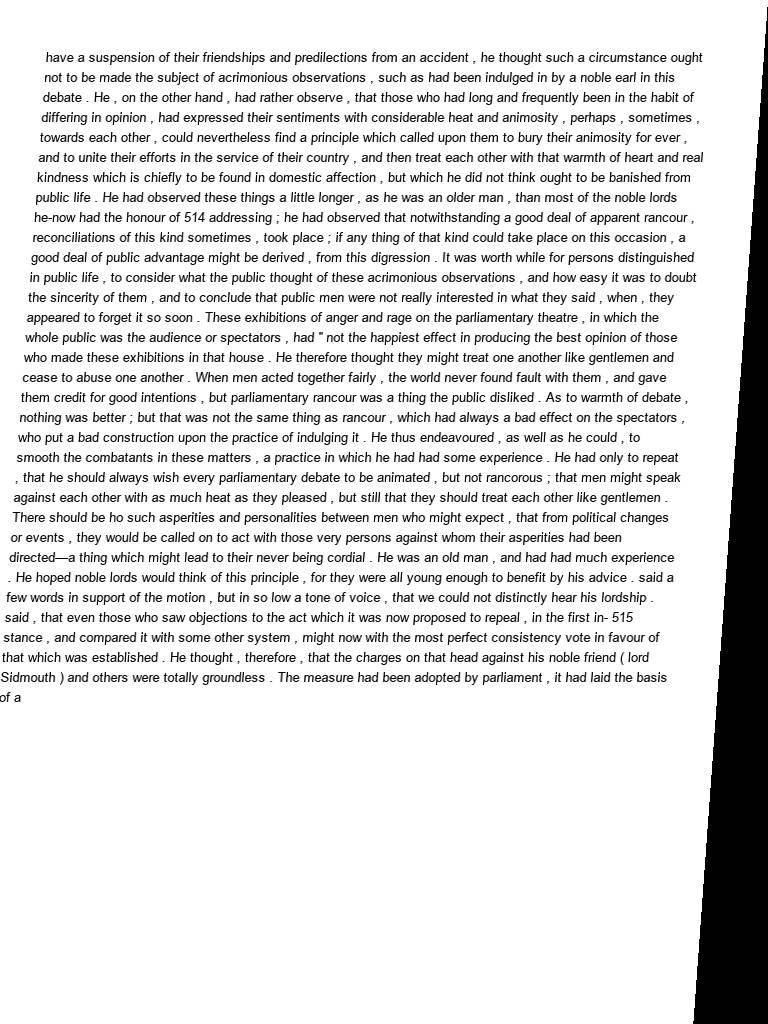 have a suspension of their friendships and predilections from an accident , he thought such a circumstance ought
not to be made the subject of acrimonious observations , such as had been indulged in by a noble earl in this
debate . He , on the other hand , had rather observe , that those who had long and frequently been in the habit of
differing in opinion , had expressed their sentiments with considerable heat and animosity , perhaps , sometimes ,
towards each other , could nevertheless find a principle which called upon them to bury their animosity for ever ,
and to unite their efforts in the service of their country , and then treat each other with that warmth of heart and real
kindness which is chiefly to be found in domestic affection , but which he did not think ought to be banished from
public life . He had observed these things a little longer , as he was an older man , than most of the noble lords
he-now had the honour of 514 addressing ; he had observed that notwithstanding a good deal of apparent rancour ,
reconciliations of this kind sometimes , took place ; if any thing of that kind could take place on this occasion , a
good deal of public advantage might be derived , from this digression . It was worth while for persons distinguished
in public life , to consider what the public thought of these acrimonious observations , and how easy it was to doubt
the sincerity of them , and to conclude that public men were not really interested in what they said , when , they
appeared to forget it so soon . These exhibitions of anger and rage on the parliamentary theatre , in which the
whole public was the audience or spectators , had " not the happiest effect in producing the best opinion of those
who made these exhibitions in that house . He therefore thought they might treat one another like gentlemen and
cease to abuse one another . When men acted together fairly , the world never found fault with them , and gave
them credit for good intentions , but parliamentary rancour was a thing the public disliked . As to warmth of debate ,
nothing was better ; but that was not the same thing as rancour , which had always a bad effect on the spectators ,
who put a bad construction upon the practice of indulging it . He thus endeavoured , as well as he could , to
smooth the combatants in these matters , a practice in which he had had some experience . He had only to repeat
, that he should always wish every parliamentary debate to be animated , but not rancorous ; that men might speak
against each other with as much heat as they pleased , but still that they should treat each other like gentlemen .
There should be ho such asperities and personalities between men who might expect , that from political changes
or events , they would be called on to act with those very persons against whom their asperities had been
directed—a thing which might lead to their never being cordial . He was an old man , and had had much experience
. He hoped noble lords would think of this principle , for they were all young enough to benefit by his advice . said a
few words in support of the motion , but in so low a tone of voice , that we could not distinctly hear his lordship .
said , that even those who saw objections to the act which it was now proposed to repeal , in the first in- 515
stance , and compared it with some other system , might now with the most perfect consistency vote in favour of
that which was established . He thought , therefore , that the charges on that head against his noble friend ( lord
Sidmouth ) and others were totally groundless . The measure had been adopted by parliament , it had laid the basis
of a